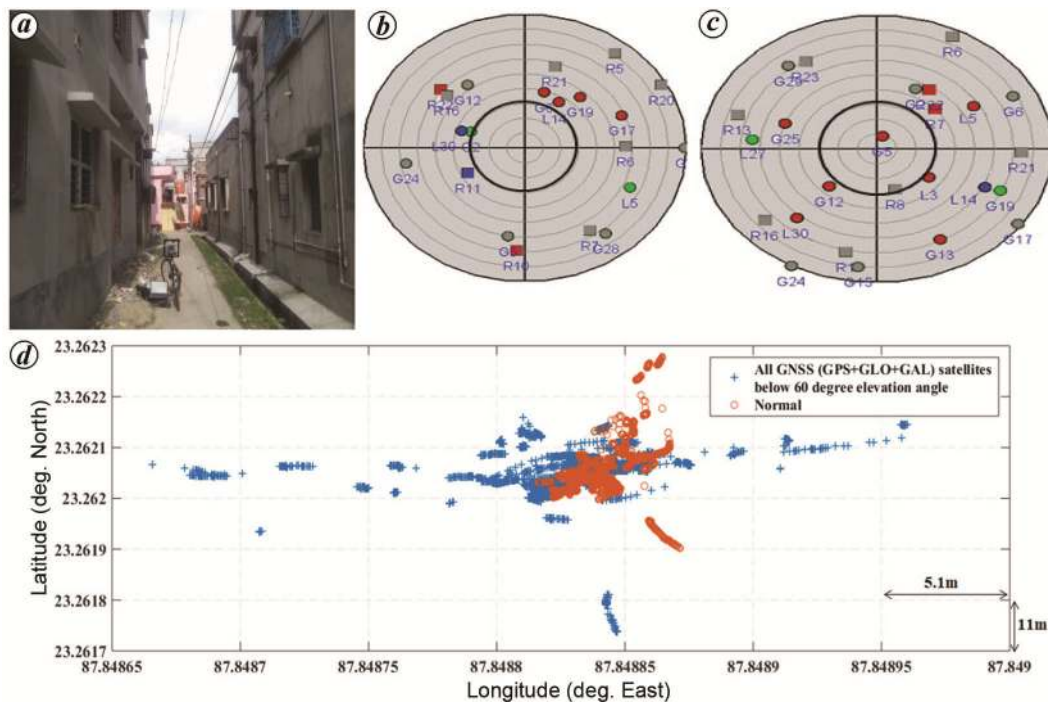 a
b
c
R5
R21
R20
G12
R16
L14
G19
G17
L30
G2
R6
G24
R11
L5
R7
G28
R10
R6
G29
R23
G6
R7
L5
R13
G25
L27
G5
R21
L3
L14
G19
G12
R8
R16
L30
G17
G13
G24
G15
d
23.2623
23.2622
23.2621
23.262
23.2619
23.2618
23.2617
Latitude (deg. North)
All GNSS (GPS+GLO+GAL) satellites
below 60 degree elevation angle
Normal
5.1m
11m
87.84865
87.8487
87.84875
87.8488
87.84885
87.8489
87.84895
87.849
Longitude (deg. East)